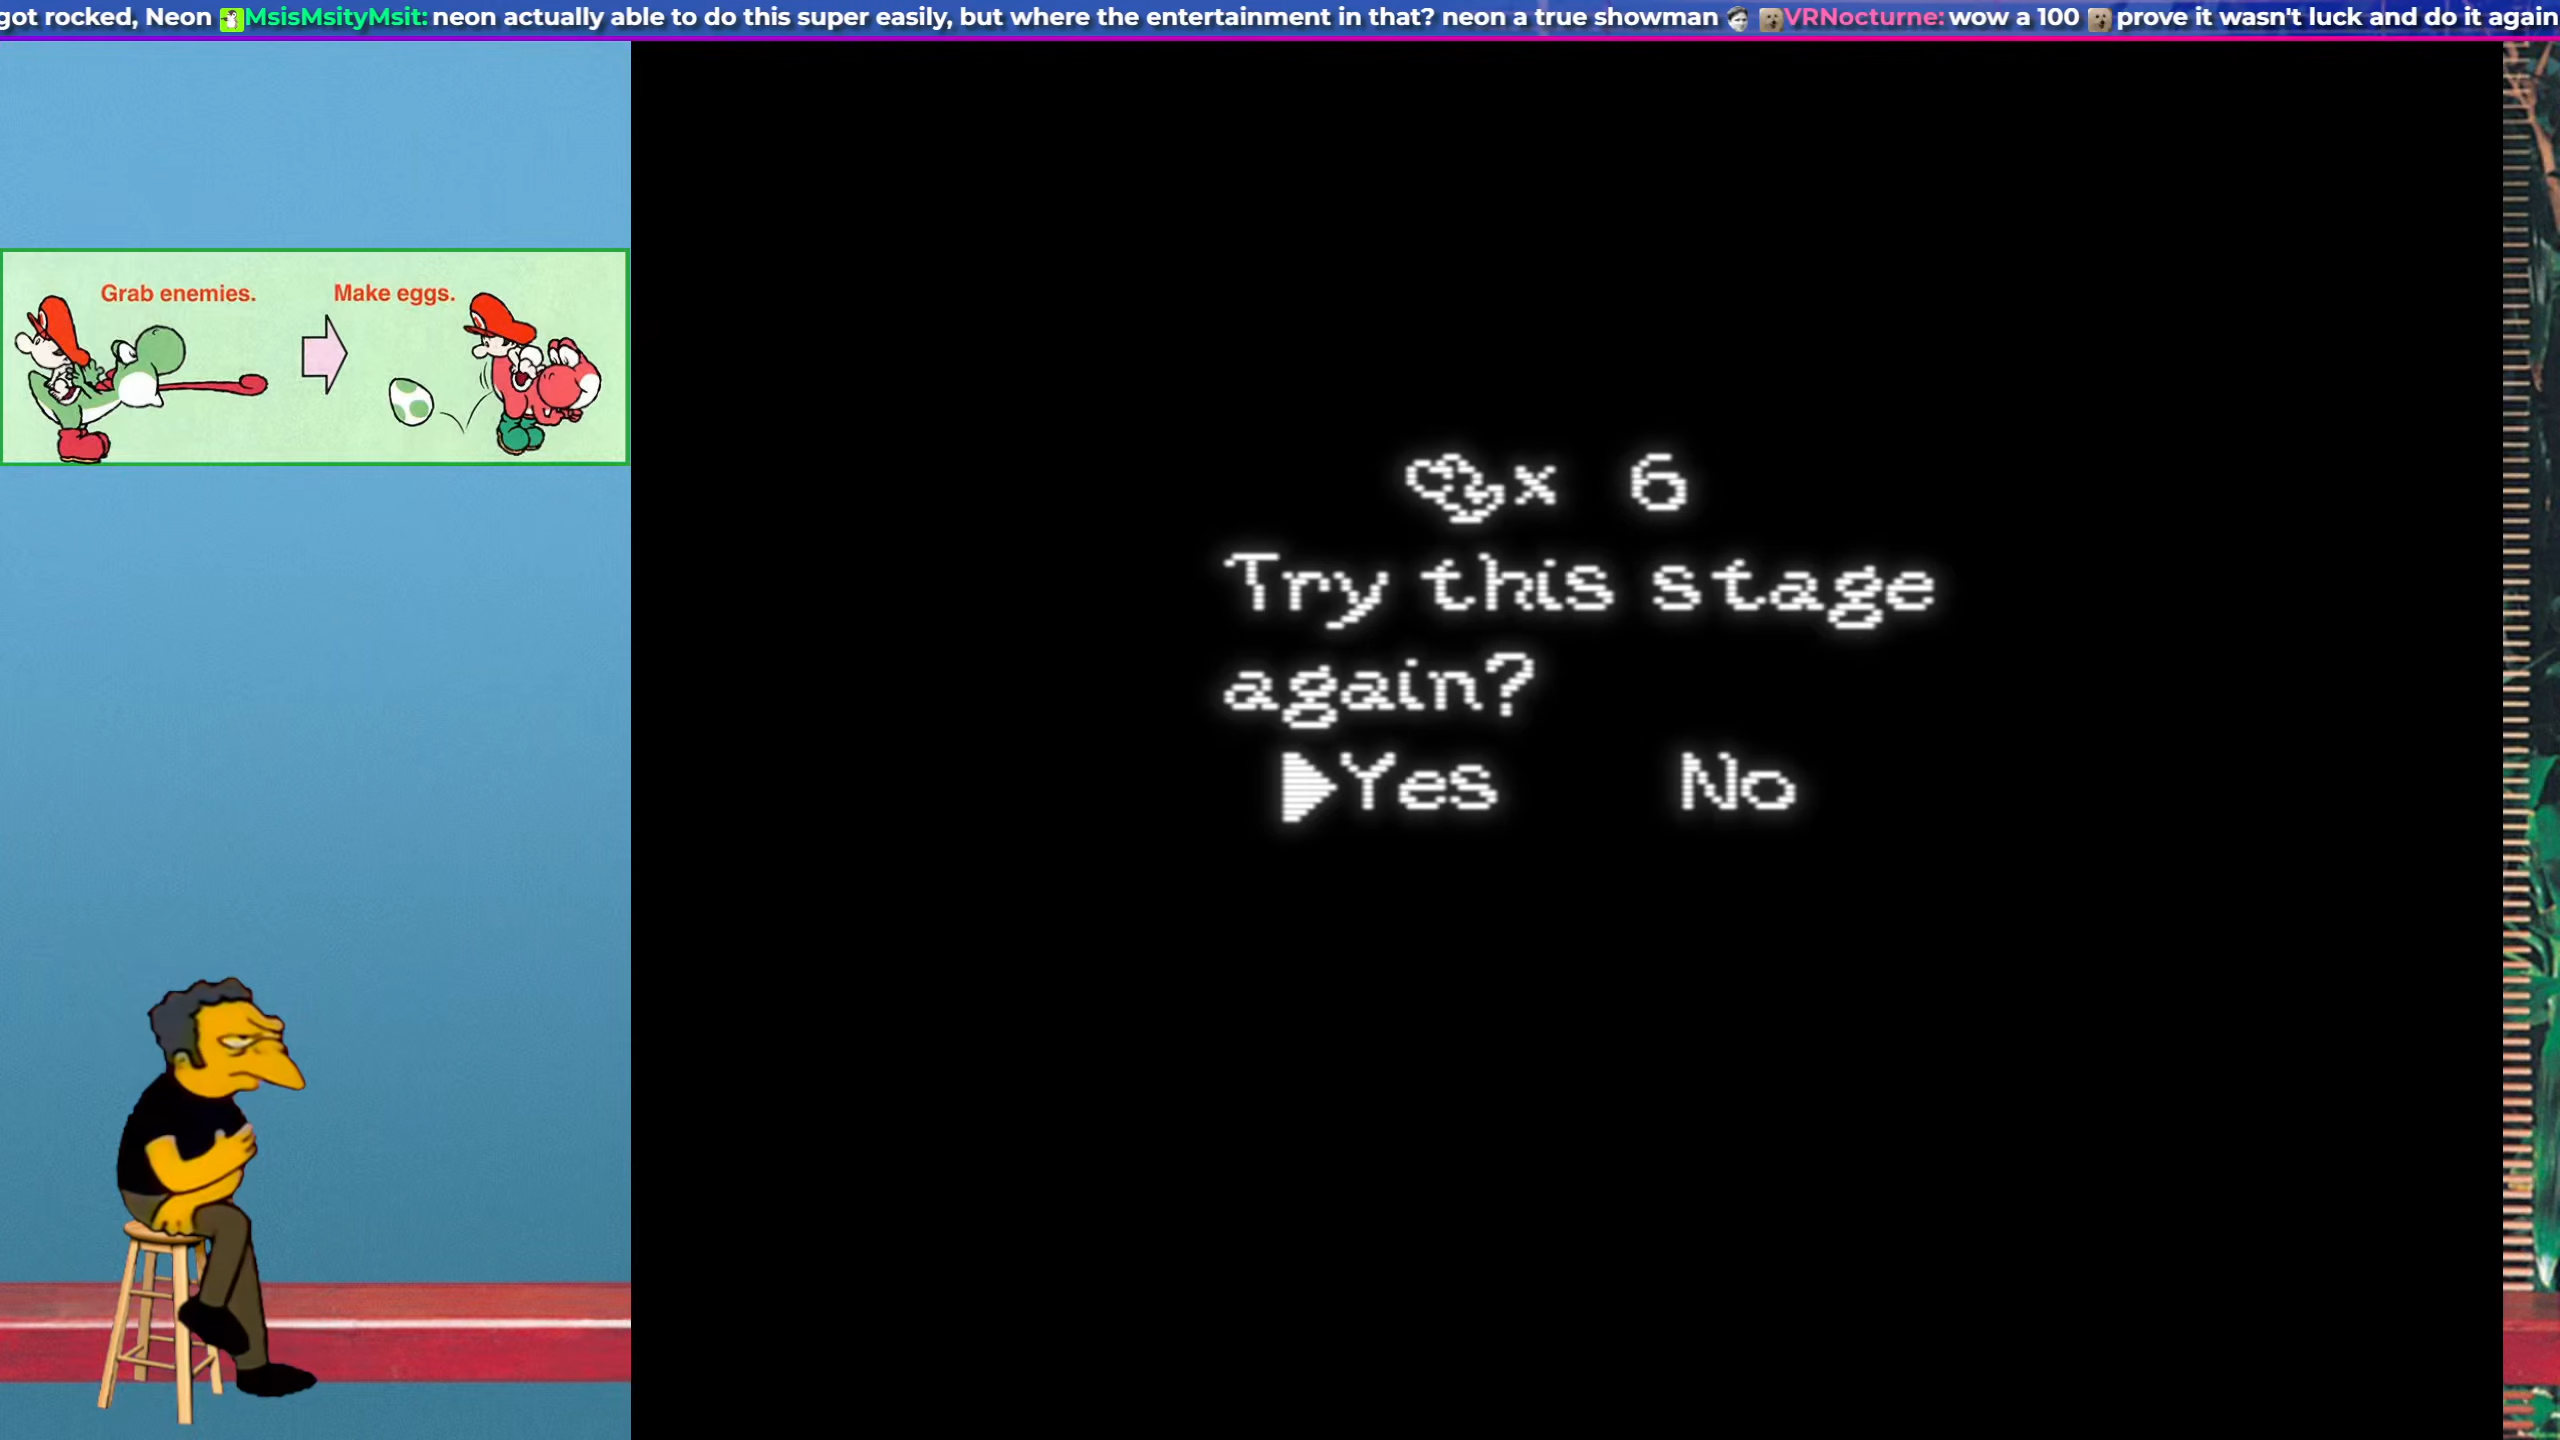 got rocked, Neon MsisMsityMsit: neon actually able to do this super easily, but where the entertainment in that? neon a true showman VRNocturne: wow a 100 prove it wasn't luck and do it again
Grab enemies. Make eggs.
x 6
Try this stage
again?
Yes No